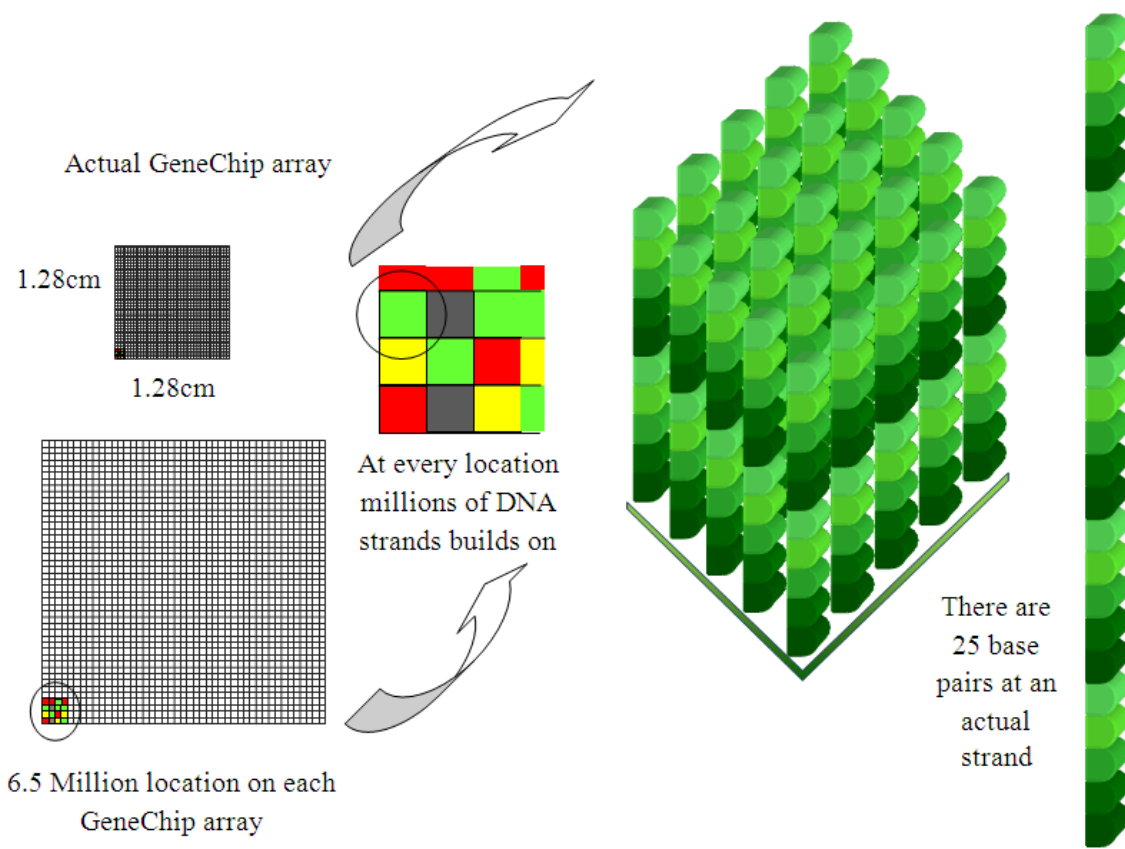 Actual GeneChip array
1.28cm
1.28cm
At every location
millions of DNA
strands builds on
6.5 Million location on each
GeneChip array
There are
25 base
pairs at an
actual
strand